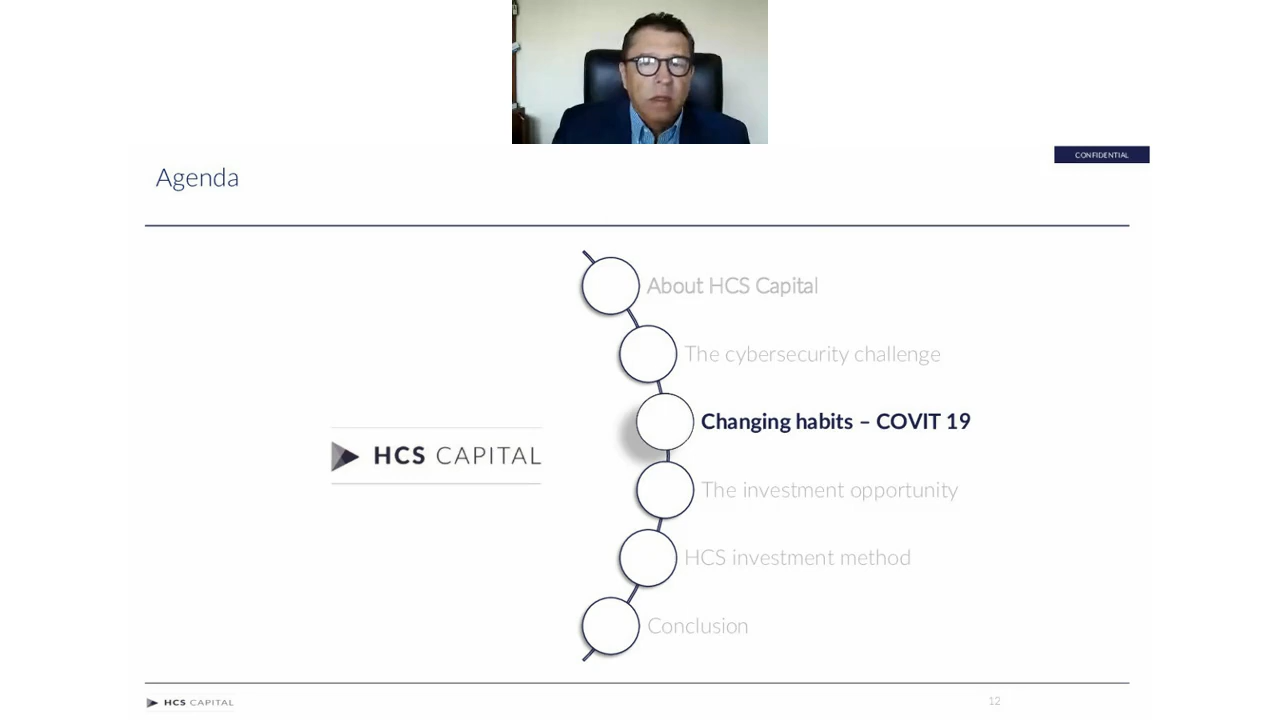 CONFIDENTIAL
Agenda
About HCS Capital
The cybersecurity challenge
Changing habits – COVIT 19
HCS CAPITAL
The investment opportunity
HCS investment method
Conclusion
HCS CAPITAL
12